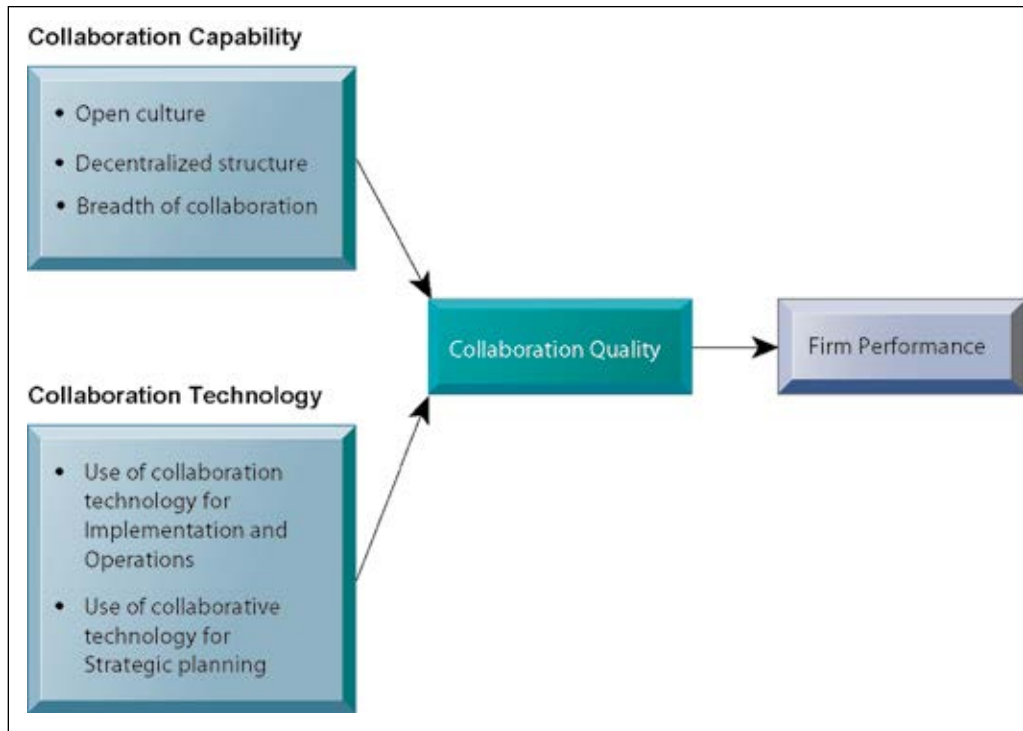 Collaboration Capability
• Open culture
• Decentralized structure
• Breadth of collaboration
Collaboration Quality
Firm Performance
Collaboration Technology
• Use of collaboration
technology for
Implementation and
Operations
• Use of collaborative
technology for
Strategic planning